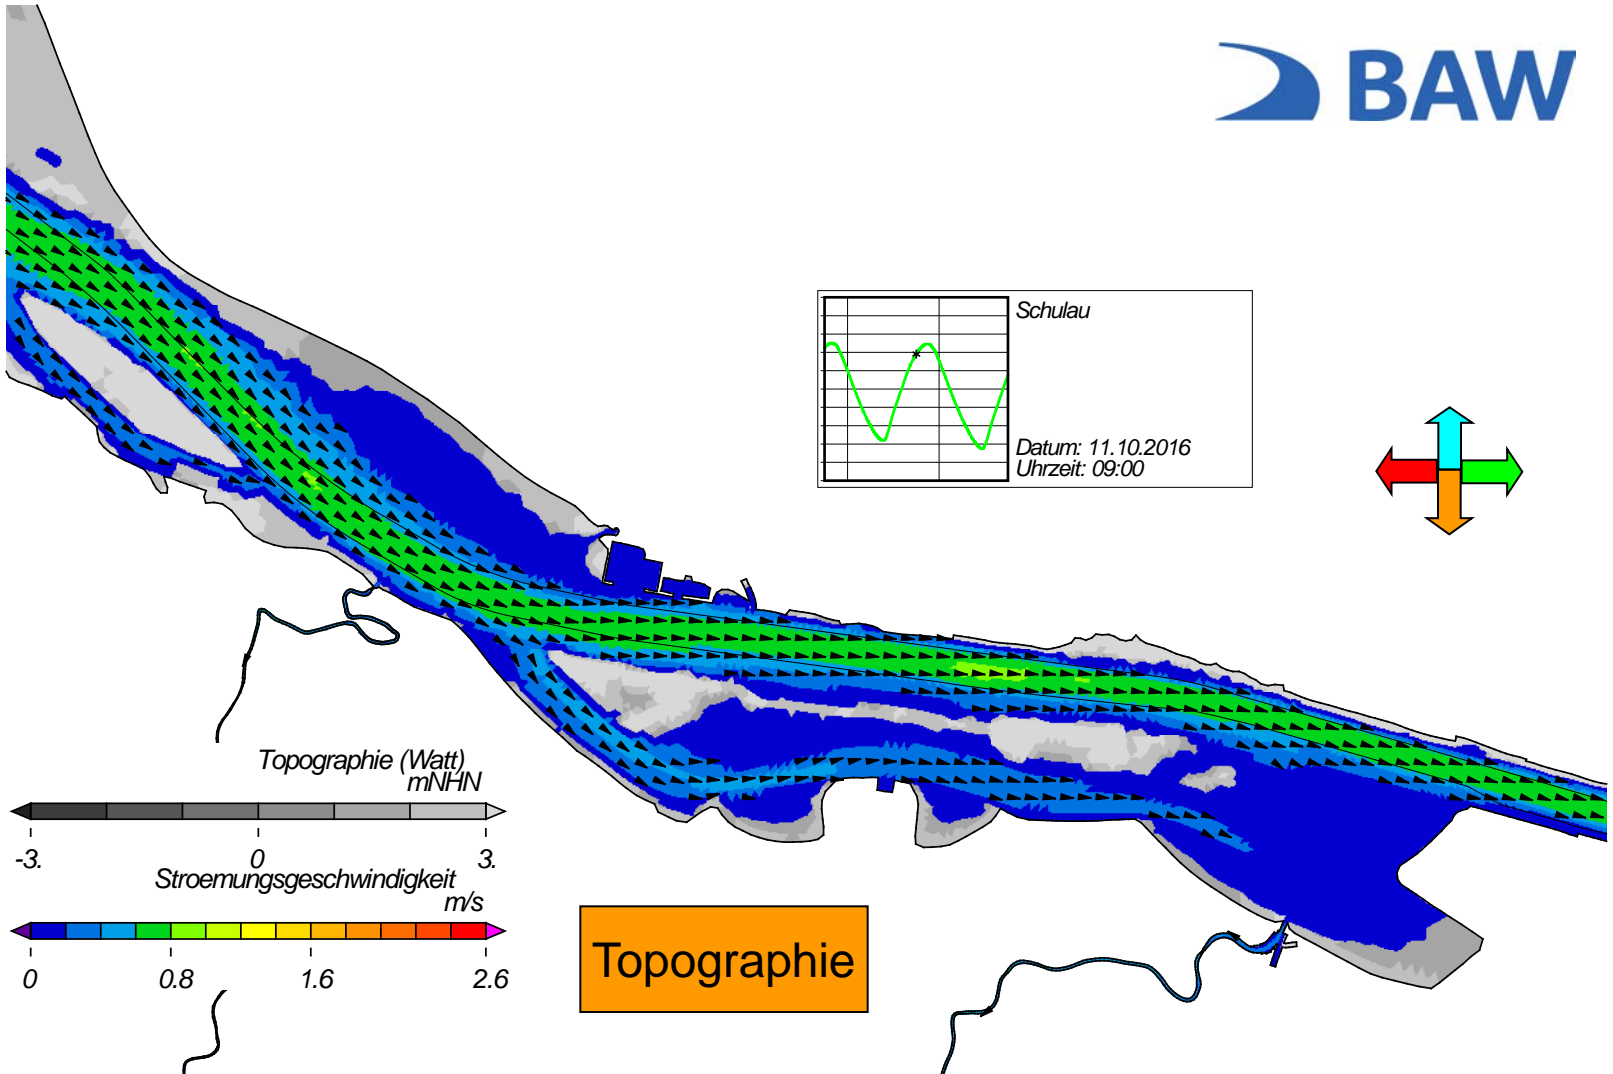 BAW
Schulau
Datum: 11.10.2016
Uhrzeit: 09:00
Topographie (Watt)
mNHN
-3. 0 3.
Stroemungsgeschwindigkeit
m/s
0 0.8 1.6 2.6
Topographie